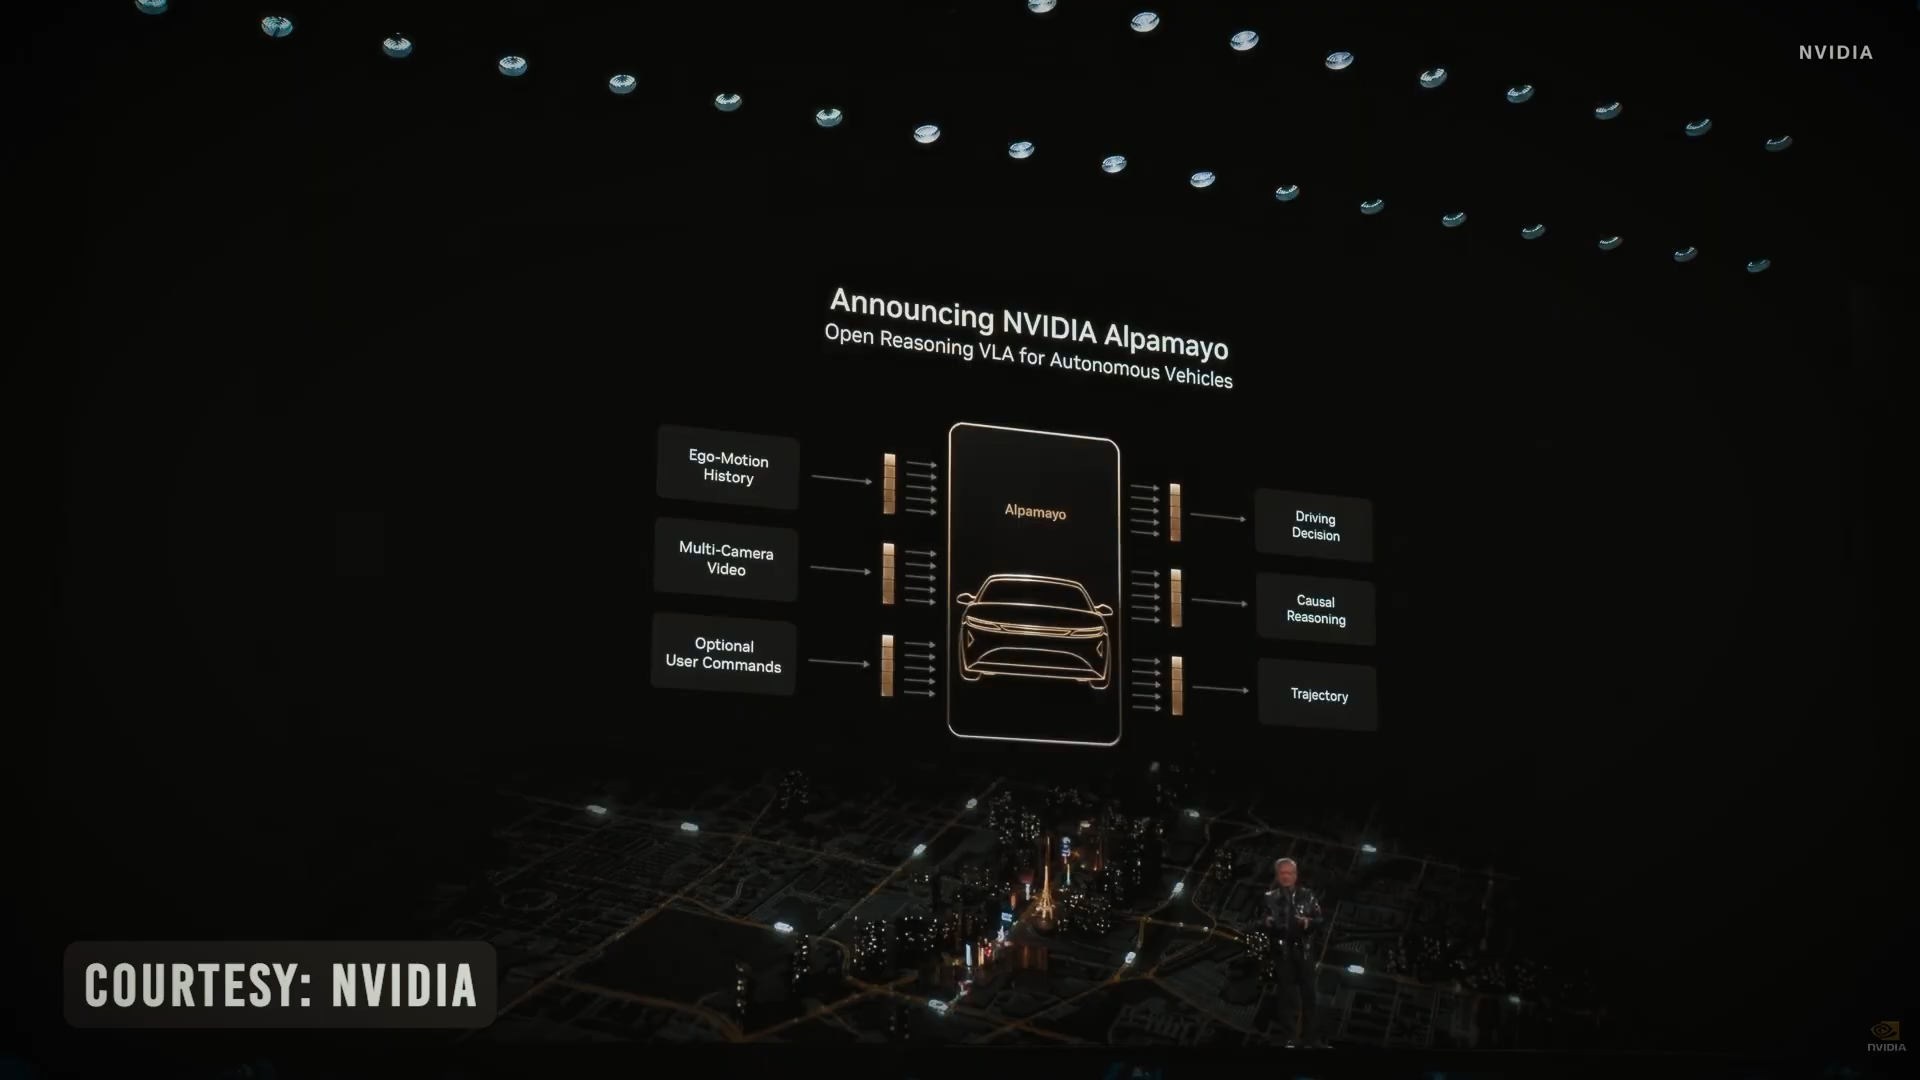 NVIDIA
Announcing NVIDIA Alpamayo
Open Reasoning VLA for Autonomous Vehicles
Ego-Motion
History
Multi-Camera
Video
Optional
User Commands
Alpamayo
Driving
Decision
Causal
Reasoning
Trajectory
COURTESY: NVIDIA
NVIDIA